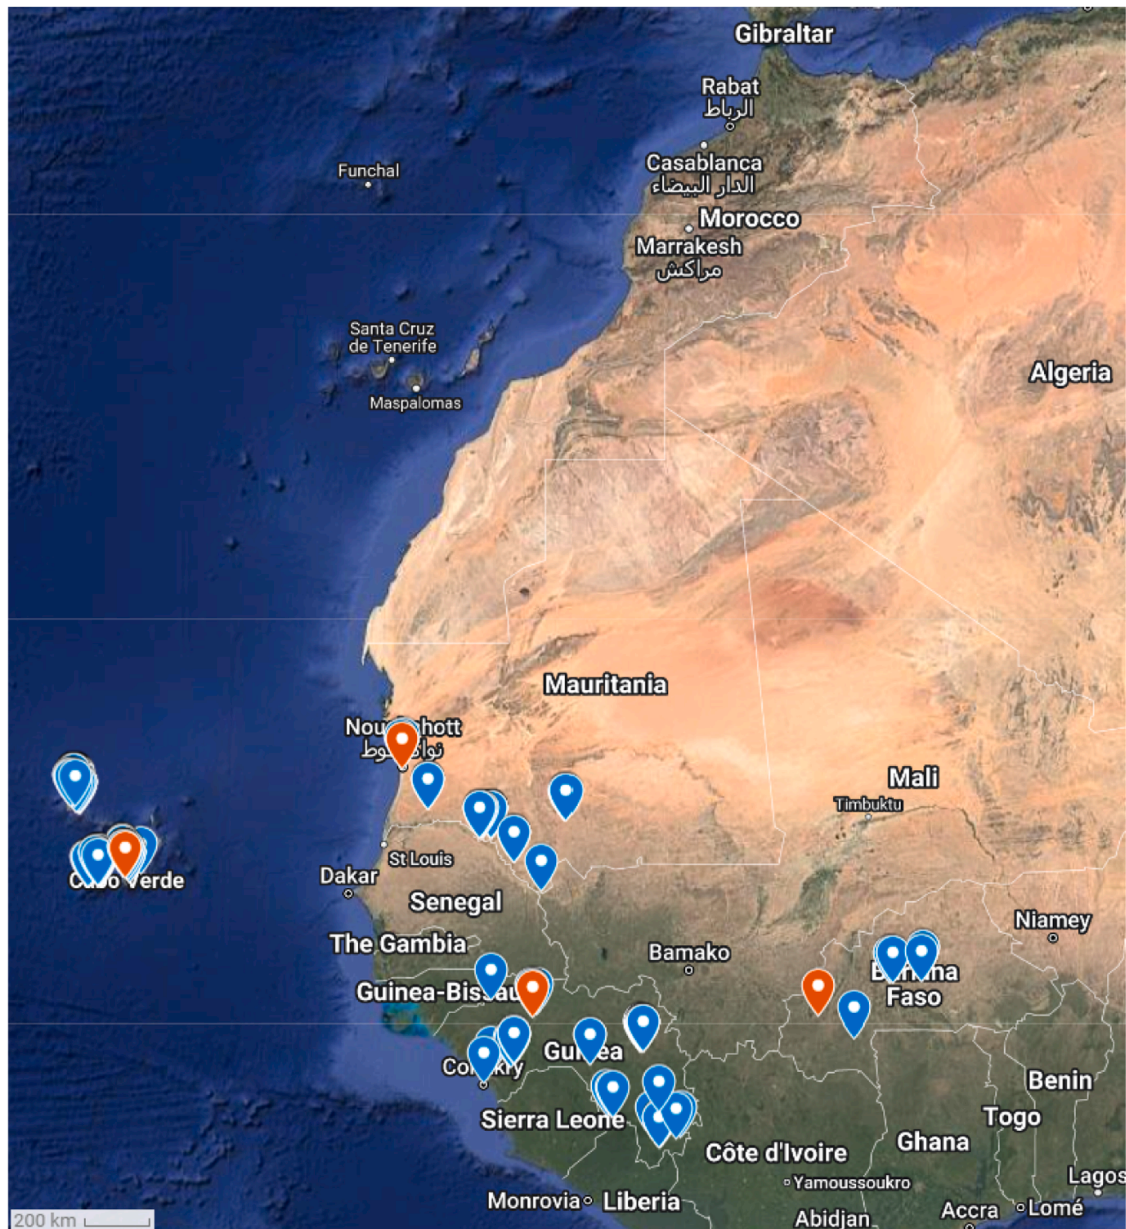 Gibraltar
Rabat
الرباط
Funchal
Casablanca
الدار البيضاء
Morocco
Marrakesh
مراكش
Santa Cruz
de Tenerife
Maspalomas
Algeria
Mauritania
Mali
Timbuktu
St Louis
Dakar
Senegal
Niamey
The Gambia
Bamako
Faso
Benin
Sierra Leone
Togo
Côte d'Ivoire
Ghana
Yamoussoukro
Lagos
Monrovia
Liberia
Accra
Lomé
Abidjan
200 km